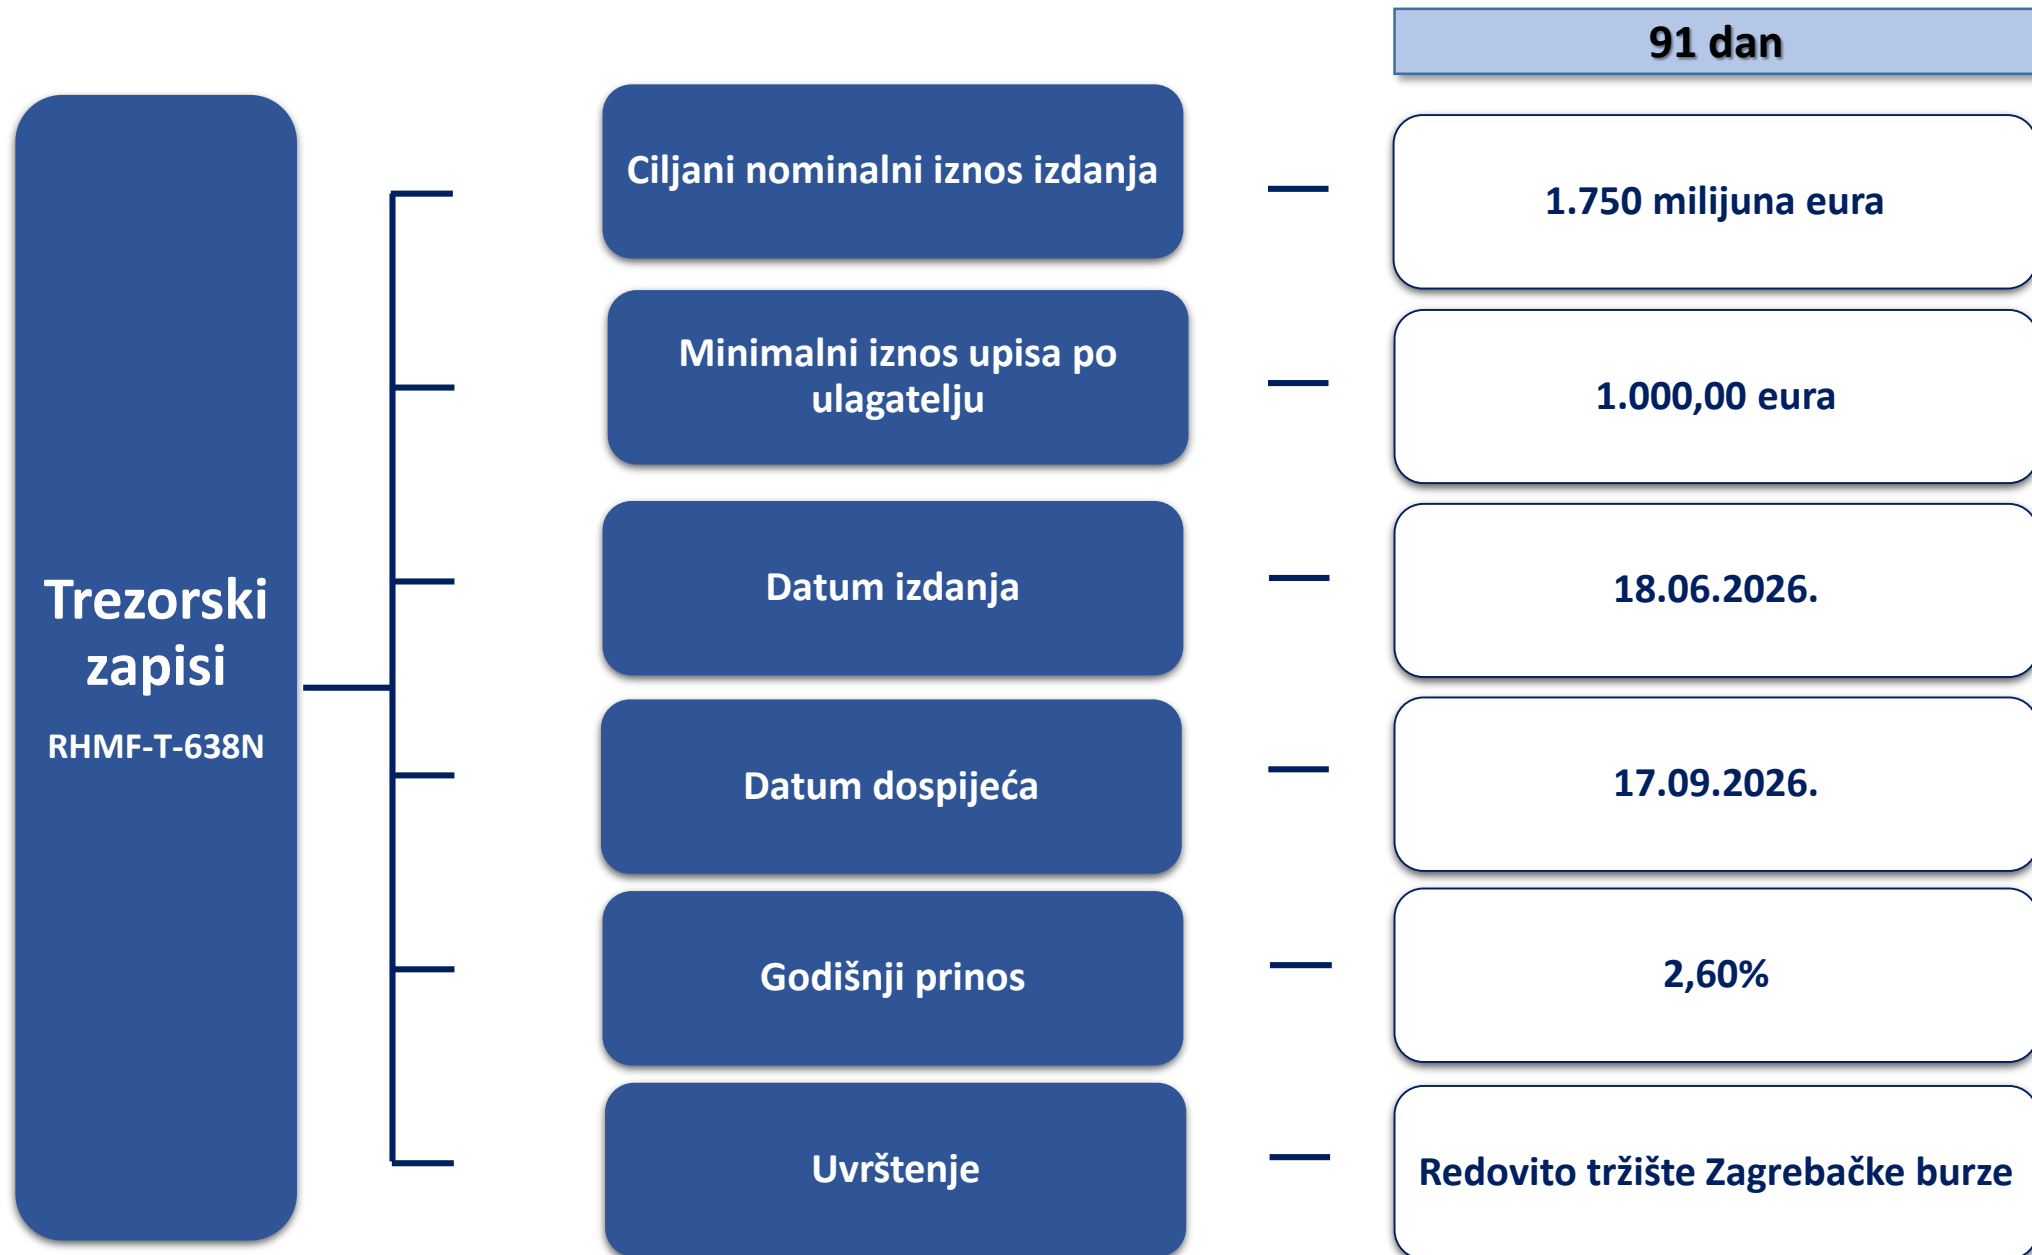 91 dan
Trezorski
zapisi
RHMF-T-638N
Ciljani nominalni iznos izdanja
1.750 milijuna eura
Minimalni iznos upisa po
ulagatelju
1.000,00 eura
Datum izdanja
18.06.2026.
Datum dospijeća
17.09.2026.
Godišnji prinos
2,60%
Uvrštenje
Redovito tržište Zagrebačke burze